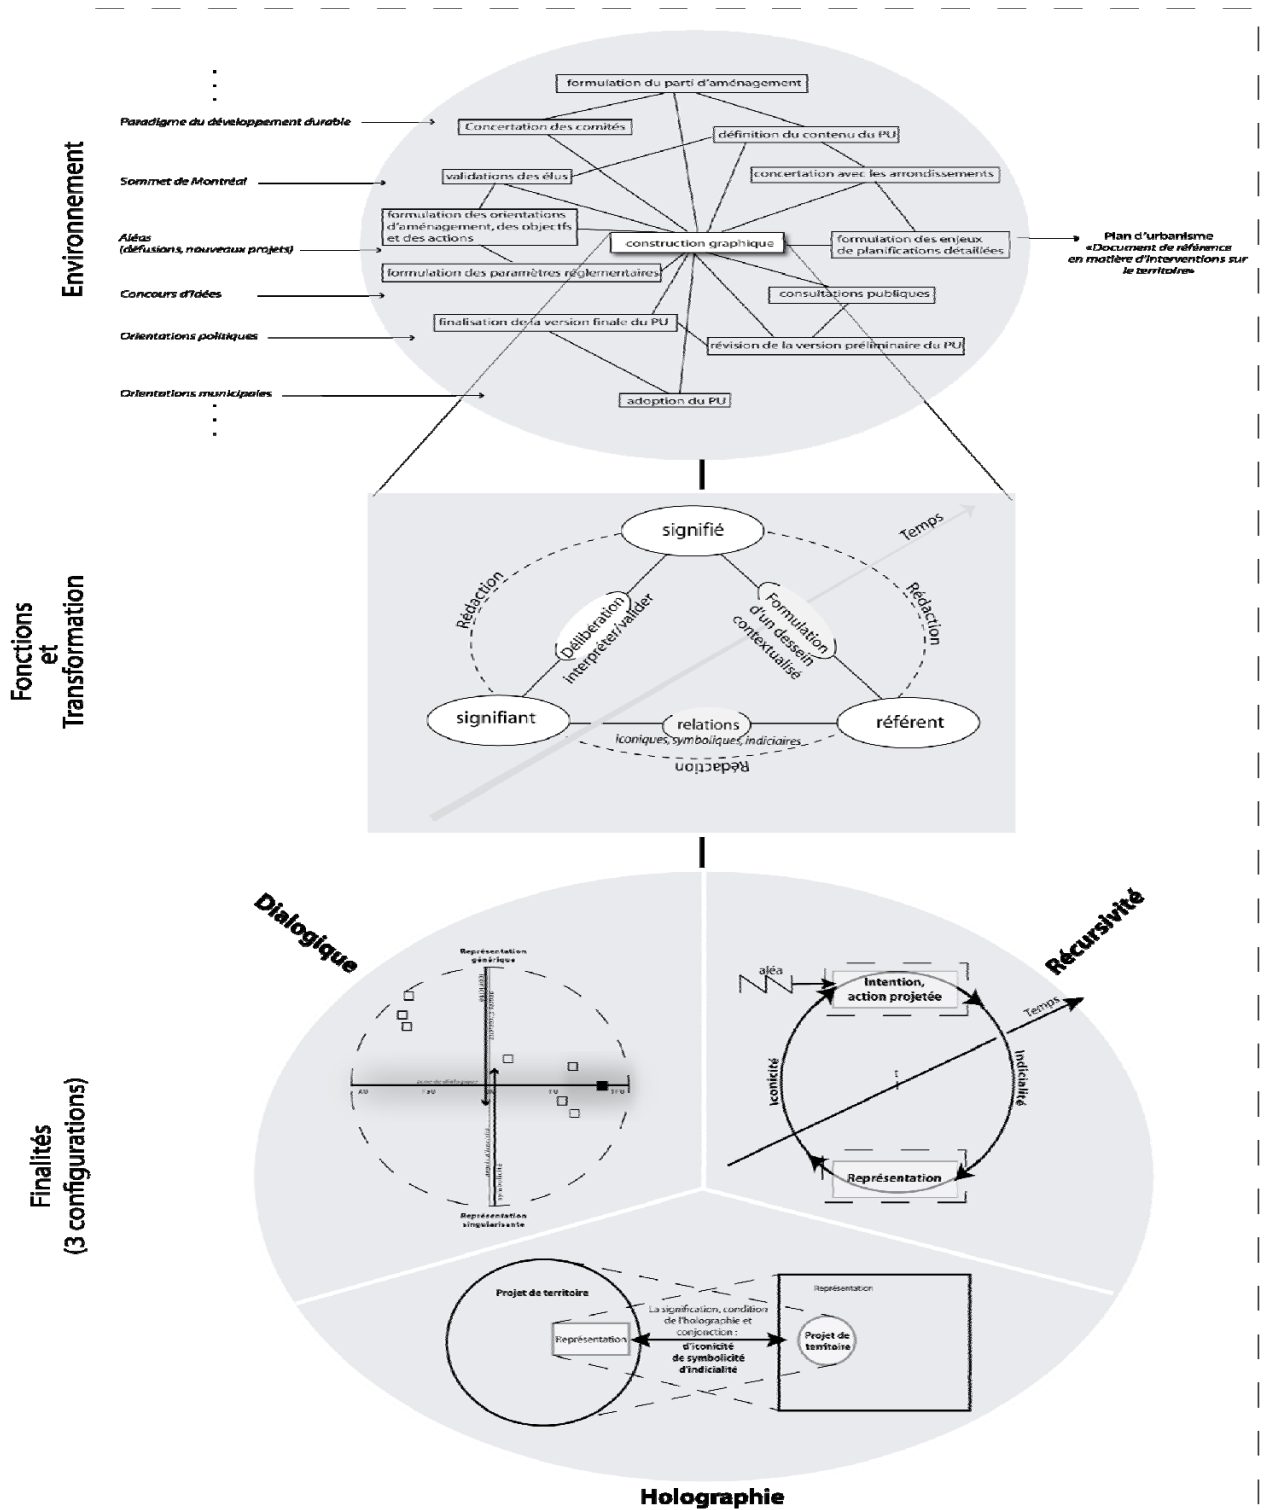 Environnement
Paradigme du développement durable
Sommet de Montréal
Aléas
(défusions, nouveaux projets)
Concours d'Idées
Orientations politiques
Orientations municipales
formulation du parti d'aménagement
Concertation des comités
définition du contenu du PU
validations des élus
concertation avec les arrondissements
formulation des orientations
d'aménagement, des objectfs
et des actions
construction graphique
formulation des enjeux
de planifications détaillées
formulation des paramètres réglementaires
consultations publiques
finalisation de la version finale du PU
révision de la version préliminaire du PU
adoption du PU
Plan d'urbanisme
«Document de référence
en matière d'interventions sur
le territoire»
Fonctions
et
Transformation
signifié
Temps
Rédaction
Rédaction
Délibération
interpréter/valider
Formulation
d'un dessein
contextualisé
signifiant
relations
iconiques, symboliques, indiciaires
référent
Rédaction
Finalités
(3 configurations)
Dialogique
Représentation
générique
Représentation
singularisante
symbolicité
Récursivité
aléa
Intention,
action projetée
Temps
Iconicité
t
Indicialité
Représentation
Projet de territoire
Représentation
La signification, condition
de l'holographie et
conjonction :
d'iconicité
de symbolicité
d'indicialité
Représentation
Projet de
territoire
Holographie